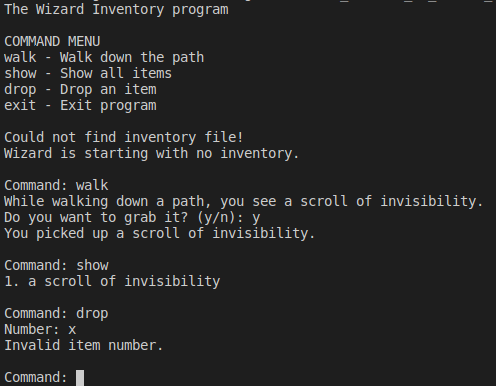 The Wizard Inventory program
COMMAND MENU
walk - Walk down the path
show - Show all items
drop - Drop an item
exit - Exit program
Could not find inventory file!
Wizard is starting with no inventory.
Command: walk
While walking down a path, you see a scroll of invisibility.
Do you want to grab it? (y/n): y
You picked up a scroll of invisibility.
Command: show
1. a scroll of invisibility
Command: drop
Number: x
Invalid item number.
Command: